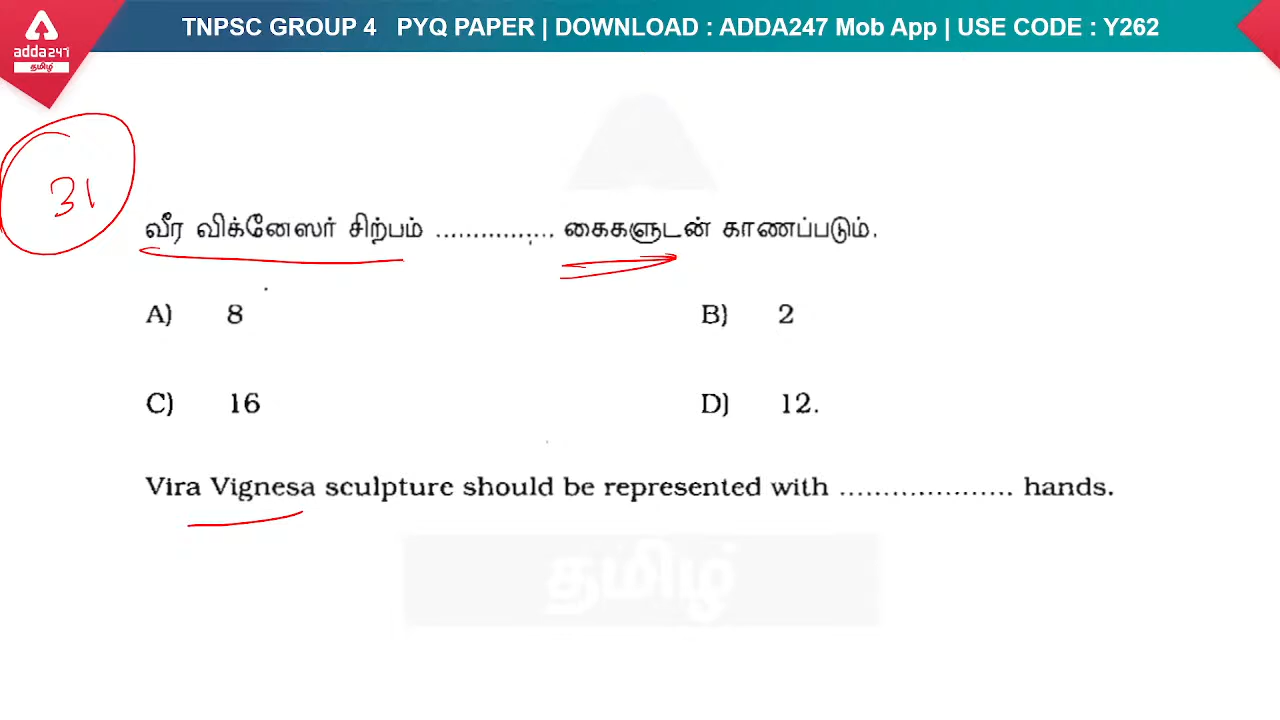 TNPSC GROUP 4 PYQ PAPER | DOWNLOAD : ADDA247 Mob App | USE CODE : Y262
adda247
தமிழ்
31
வீர விக்னேஸர் சிற்பம் ................ கைகளுடன் காணப்படும்.
A) 8 B) 2
C) 16 D) 12.
Vira Vignesa sculpture should be represented with .................... hands.
தமிழ்